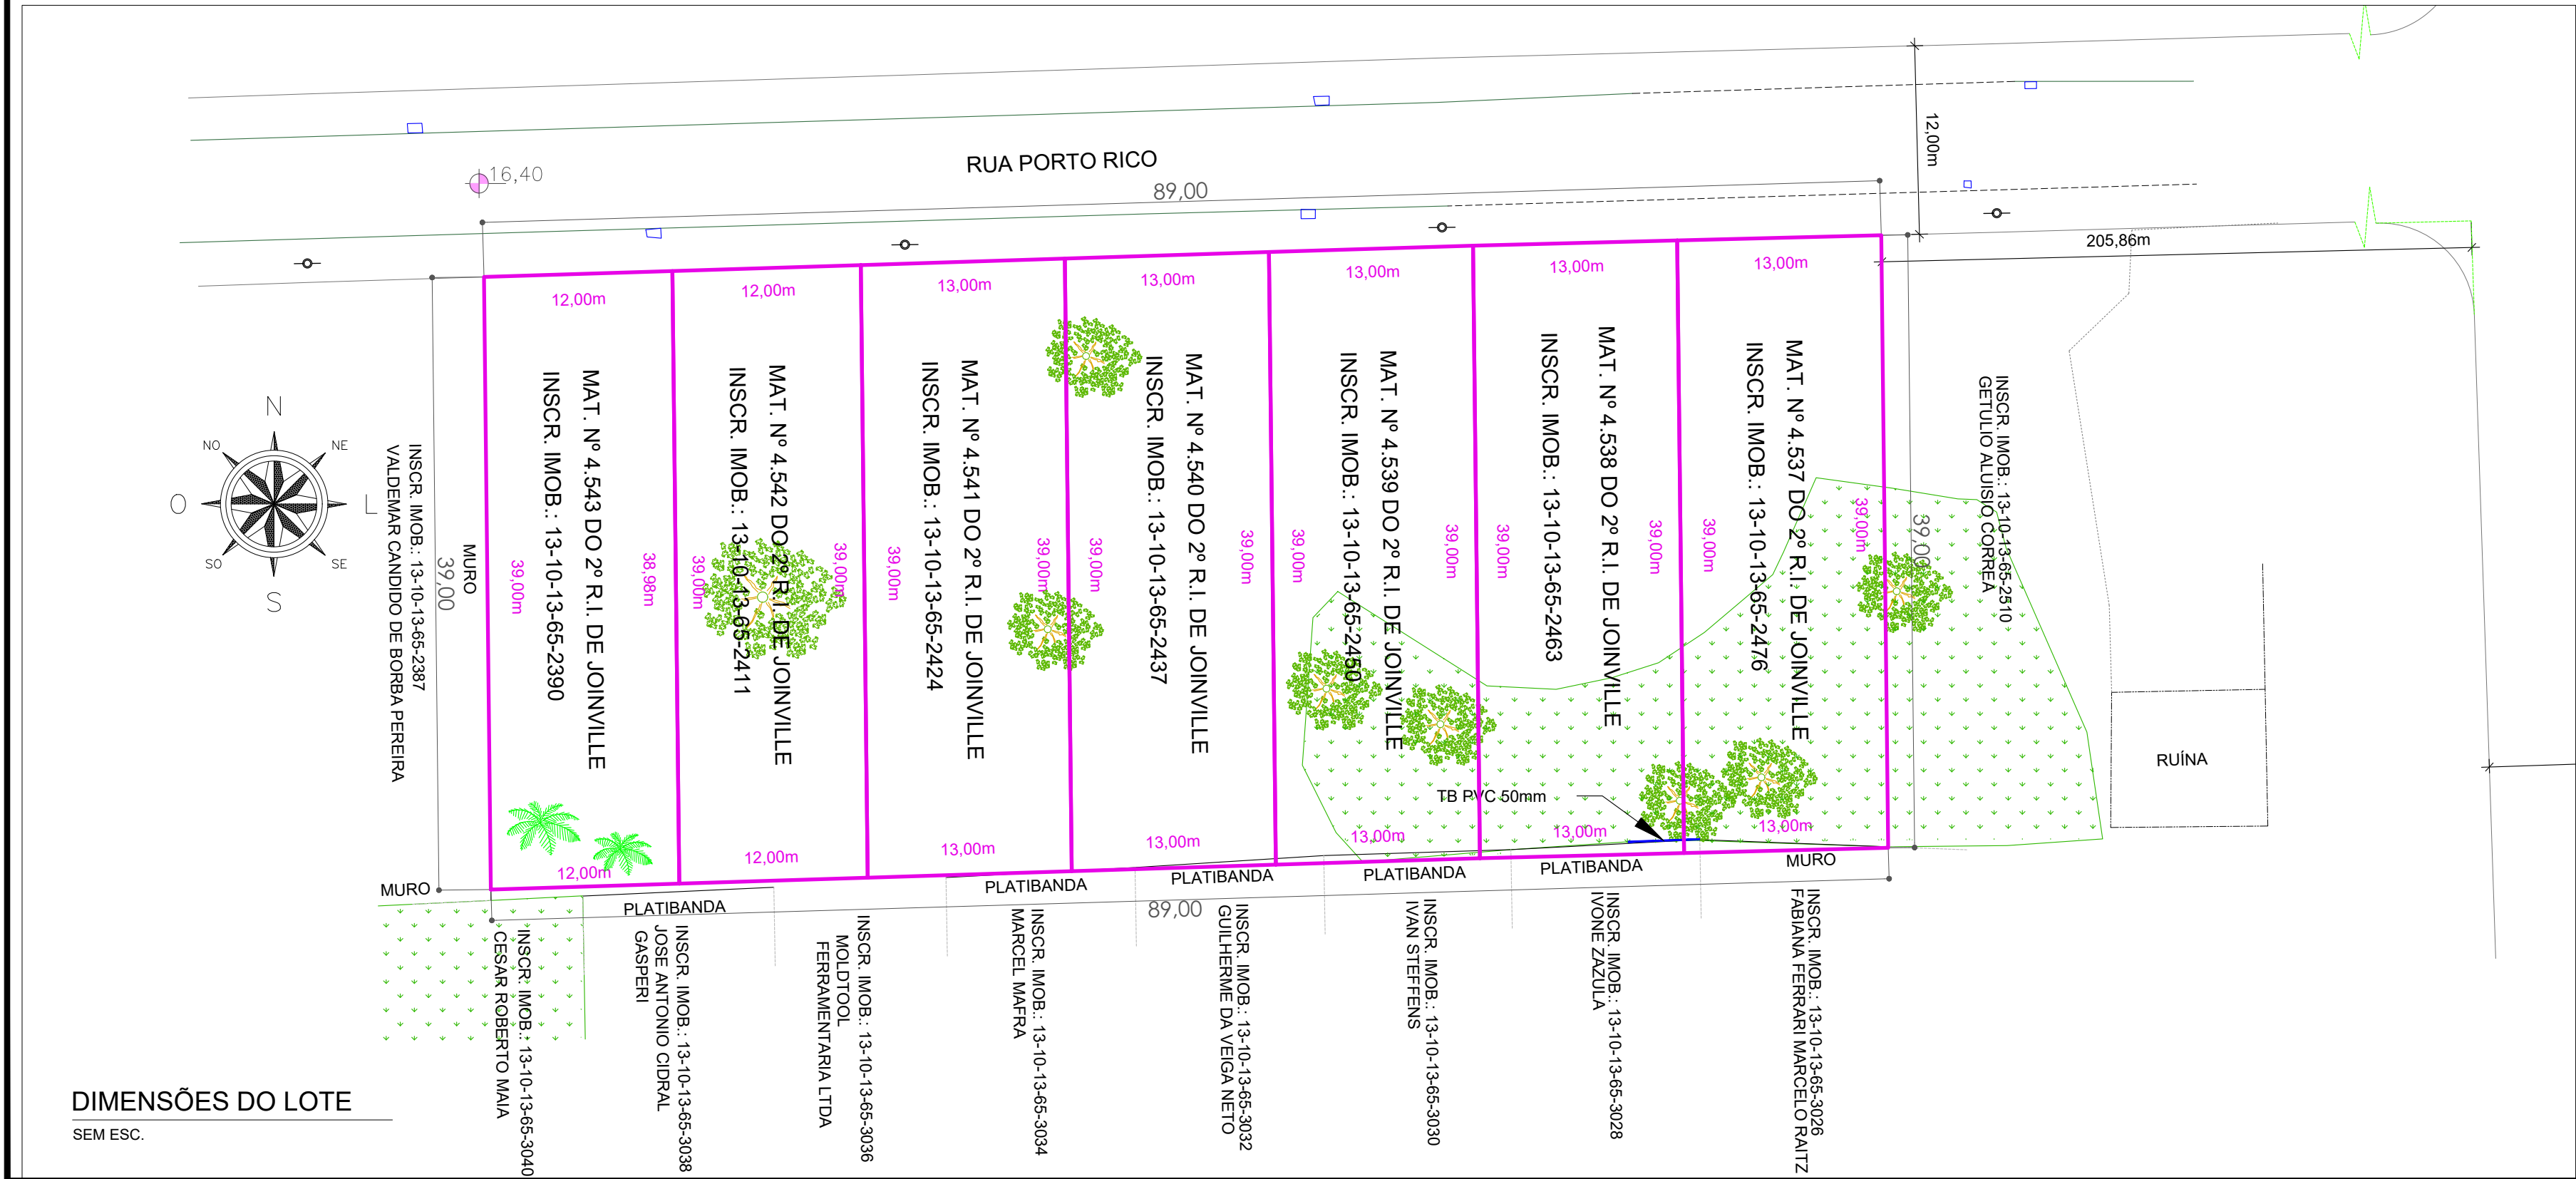 12,00m
RUA PORTO RICO
16,40
89,00
205,86m
12,00m
12,00m
13,00m
13,00m
13,00m
13,00m
13,00m
MAT. Nº 4.543 DO 2º R.I. DE JOINVILLE
INSCR. IMOB.: 13-10-13-65-2390
MAT. Nº 4.542 DO 2º R.I. DE JOINVILLE
INSCR. IMOB.: 13-10-13-65-2411
MAT. Nº 4.541 DO 2º R.I. DE JOINVILLE
INSCR. IMOB.: 13-10-13-65-2424
MAT. Nº 4.540 DO 2º R.I. DE JOINVILLE
INSCR. IMOB.: 13-10-13-65-2437
MAT. Nº 4.539 DO 2º R.I. DE JOINVILLE
INSCR. IMOB.: 13-10-13-65-2450
MAT. Nº 4.538 DO 2º R.I. DE JOINVILLE
INSCR. IMOB.: 13-10-13-65-2463
MAT. Nº 4.537 DO 2º R.I. DE JOINVILLE
INSCR. IMOB.: 13-10-13-65-2476
INSCR. IMOB.: 13-10-13-65-2510
GETULIO ALUISIO CORREA
N
NO
NE
O
L
SO
SE
S
INSCR. IMOB.: 13-10-13-65-2387
VALDEMAR CANDIDO DE BORBA PEREIRA
39,00
MURO
39,00m
38,98m
39,00m
39,00m
39,00m
39,00m
39,00m
39,00m
39,00m
39,00m
39,00m
39,00m
39,00m
39,00m
39,00
RUÍNA
TB PVC 50mm
12,00m
12,00m
13,00m
13,00m
13,00m
13,00m
13,00m
MURO
PLATIBANDA
PLATIBANDA
PLATIBANDA
PLATIBANDA
PLATIBANDA
MURO
89,00
INSCR. IMOB.: 13-10-13-65-3040
CESAR ROBERTO MAIA
INSCR. IMOB.: 13-10-13-65-3038
JOSE ANTONIO CIDRAL
GASPERI
INSCR. IMOB.: 13-10-13-65-3036
MOLDTOOL
FERRAMENTARIA LTDA
INSCR. IMOB.: 13-10-13-65-3034
MARCEL MAFRA
INSCR. IMOB.: 13-10-13-65-3032
GUILHERME DA VEIGA NETO
INSCR. IMOB.: 13-10-13-65-3030
IVAN STEFFENS
INSCR. IMOB.: 13-10-13-65-3028
IVONE ZAZULA
INSCR. IMOB.: 13-10-13-65-3026
FABIANA FERRARI MARCELO RAITZ
DIMENSÕES DO LOTE
SEM ESC.